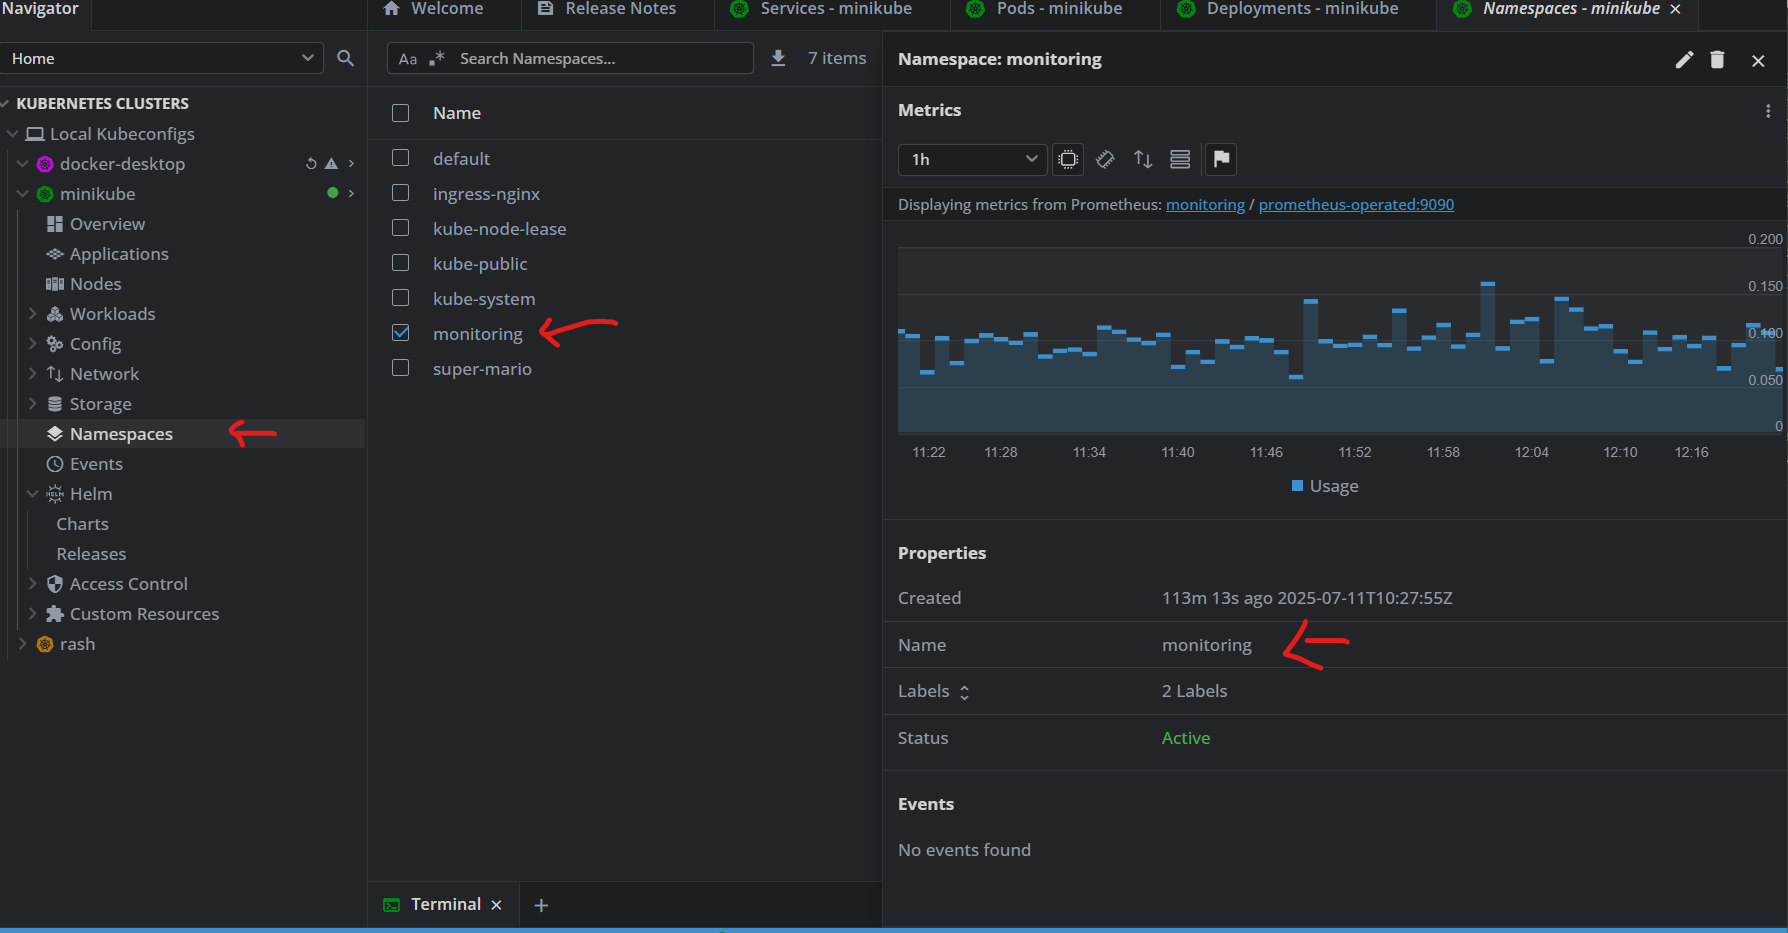 Navigator
Welcome
Release Notes
Services - minikube
Pods - minikube
Deployments - minikube
Namespaces - minikube
Home
KUBERNETES CLUSTERS
Local Kubeconfigs
docker-desktop
minikube
Overview
Applications
Nodes
Workloads
Config
Network
Storage
Namespaces
Events
HELM Helm
Charts
Releases
Access Control
Custom Resources
rash
Aa .* Search Namespaces...
7 items
Name
default
ingress-nginx
kube-node-lease
kube-public
kube-system
monitoring
super-mario
Terminal
Namespace: monitoring
Metrics
1h
Displaying metrics from Prometheus: monitoring / prometheus-operated:9090
0.200
0.150
0.100
0.050
0
11:22 11:28 11:34 11:40 11:46 11:52 11:58 12:04 12:10 12:16
Usage
Properties
Created 113m 13s ago 2025-07-11T10:27:55Z
Name monitoring
Labels 2 Labels
Status Active
Events
No events found